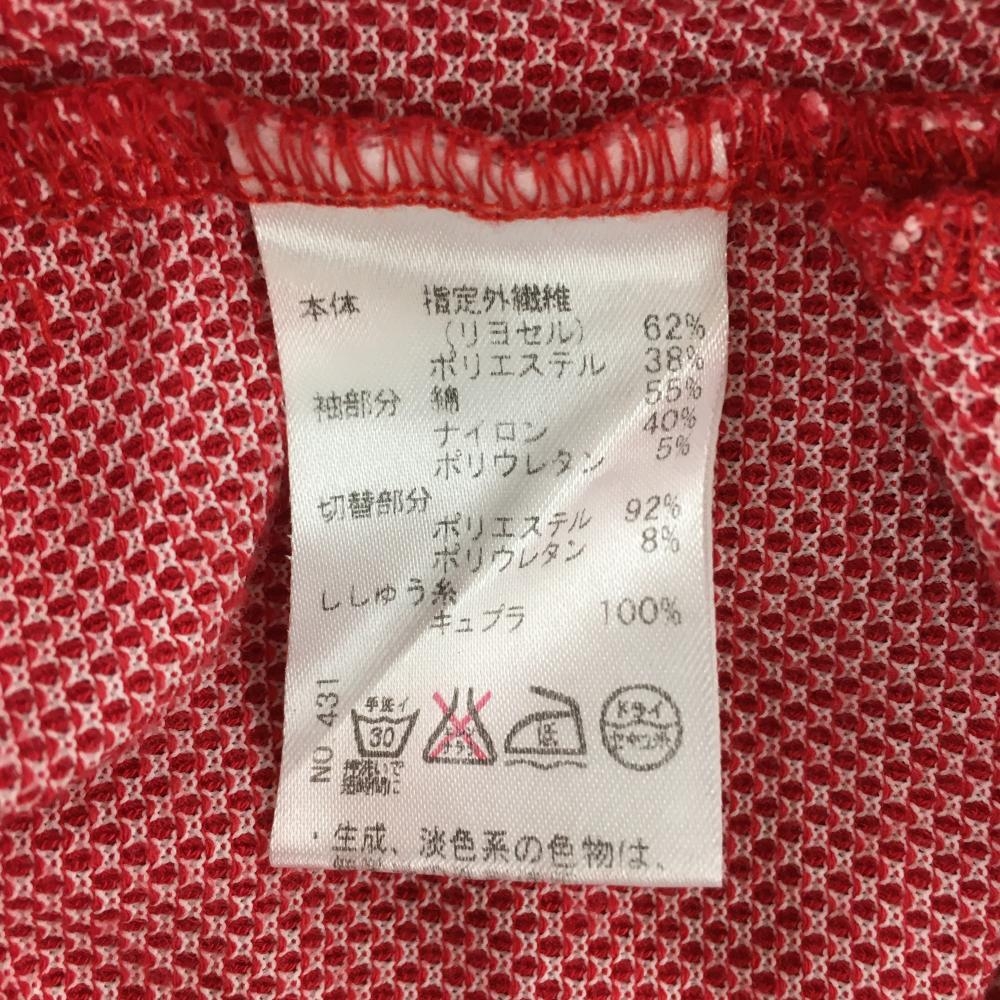 本体 指定外繊維
(リヨセル) 62%
ポリエステル 38%
袖部分 綿 55%
ナイロン 40%
ポリウレタン 5%
切替部分
ポリエステル 92%
ポリウレタン 8%
ししゅう糸
キュプラ 100%
NO 431
手洗イ
30
低
ドライ
・生成、淡色系の色物は、